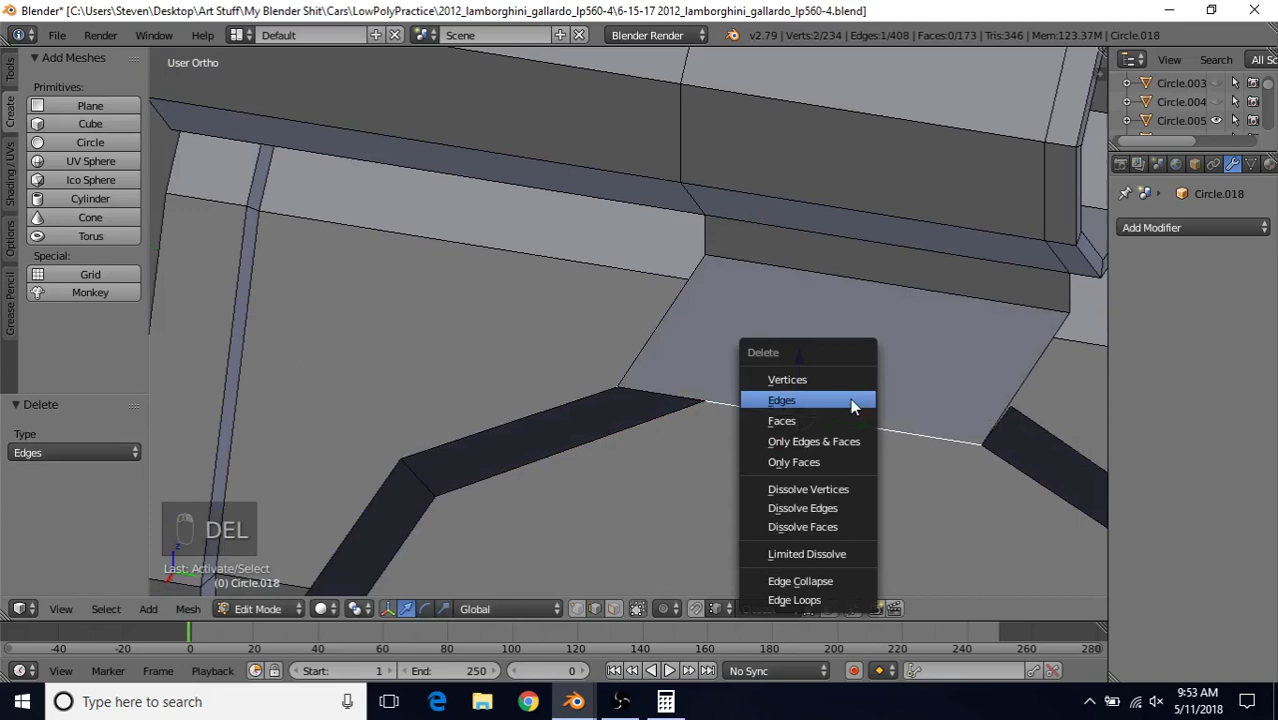 Blender* [C:\Users\Steven\Desktop\Art Stuff\My Blender Shit\Cars\LowPolyPractice\2012_lamborghini_gallardo_lp560-4\6-15-17 2012_lamborghini_gallardo_lp560-4.blend]
File Render Window Help Default Scene Blender Render v2.79 | Verts:2/234 | Edges:1/408 | Faces:0/173 | Tris:346 | Mem:123.37M | Circle.018
View Search All Sc
Tools
Create
Shading / UVs
Options
Grease Pencil
Add Meshes
Primitives:
Plane
Cube
Circle
UV Sphere
Ico Sphere
Cylinder
Cone
Torus
Special:
Grid
Monkey
Delete
Type
Edges
User Ortho
Circle.003
Circle.004
Circle.005
Circle.018
Add Modifier
Delete
Vertices
Edges
Faces
Only Edges & Faces
Only Faces
Dissolve Vertices
Dissolve Edges
Dissolve Faces
Limited Dissolve
Edge Collapse
Edge Loops
DEL
Last: Activate/Select
z
(0) Circle.018
View Select Add Mesh Edit Mode Global
-40 -20 0 20 40 60 80 100 120 140 160 180 200 220 240 260 280
View Marker Frame Playback Start: 1 End: 250 0 No Sync
Type here to search
9:53 AM
5/11/2018